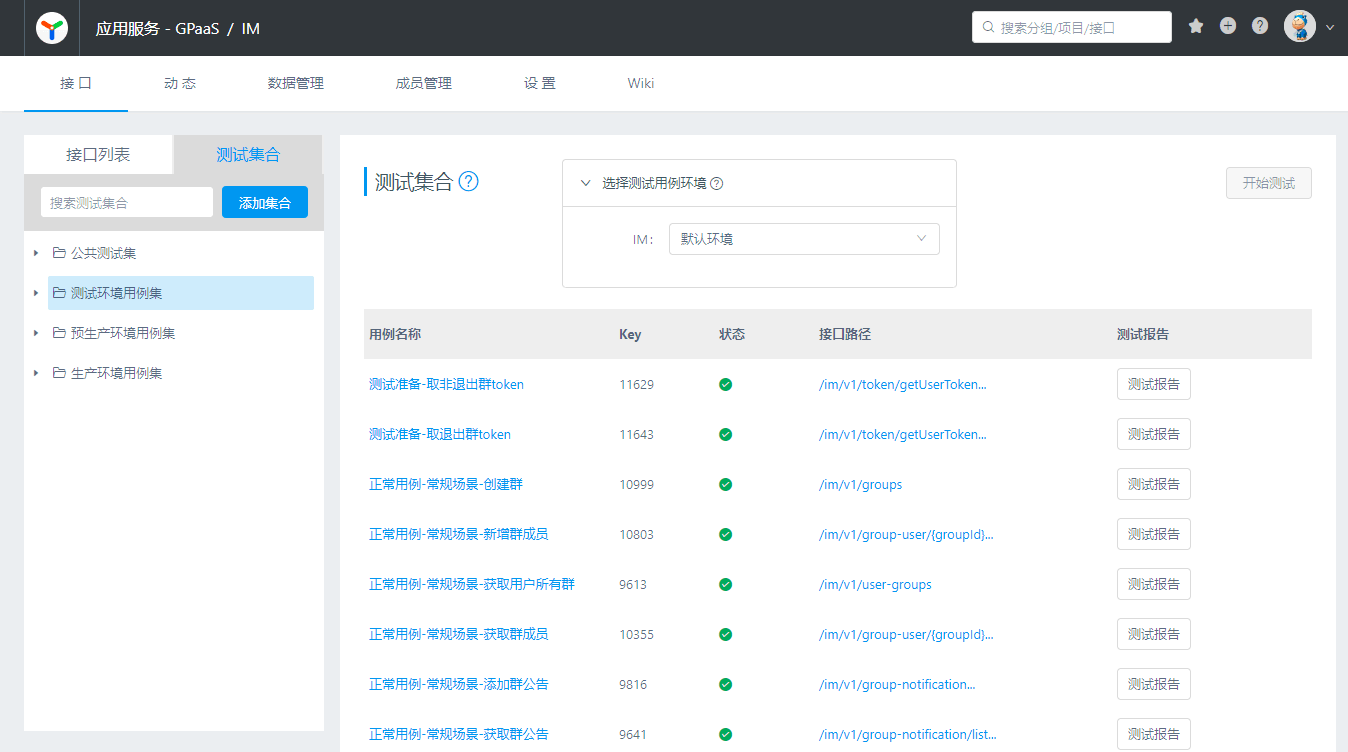 应用服务 - GPaaS / IM
搜索分组/项目/接口
接 口 动 态 数据管理 成员管理 设 置 Wiki
接口列表 测试集合
搜索测试集合 添加集合
公共测试集
测试环境用例集
预生产环境用例集
生产环境用例集
测试集合
选择测试用例环境
开始测试
IM： 默认环境
用例名称 Key 状态 接口路径 测试报告
测试准备-取非退出群token 11629 /im/v1/token/getUserToken... 测试报告
测试准备-取退出群token 11643 /im/v1/token/getUserToken... 测试报告
正常用例-常规场景-创建群 10999 /im/v1/groups 测试报告
正常用例-常规场景-新增群成员 10803 /im/v1/group-user/{groupId}... 测试报告
正常用例-常规场景-获取用户所有群 9613 /im/v1/user-groups 测试报告
正常用例-常规场景-获取群成员 10355 /im/v1/group-user/{groupId}... 测试报告
正常用例-常规场景-添加群公告 9816 /im/v1/group-notification... 测试报告
正常用例-常规场景-获取群公告 9641 /im/v1/group-notification/list... 测试报告